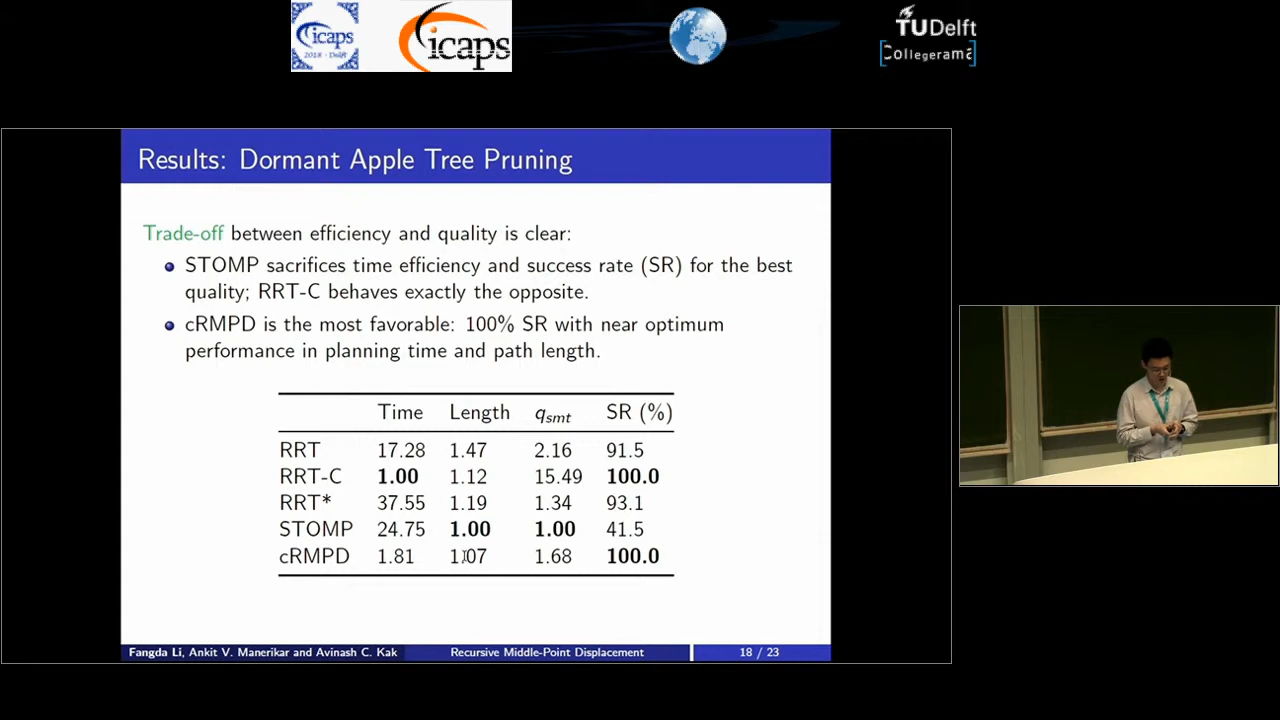 icaps
2018 - Delft
icaps
TUDelft
Collegerama
Results: Dormant Apple Tree Pruning
Trade-off between efficiency and quality is clear:
STOMP sacrifices time efficiency and success rate (SR) for the best
quality; RRT-C behaves exactly the opposite.
cRMPD is the most favorable: 100% SR with near optimum
performance in planning time and path length.
Time Length q_smt SR (%)
RRT 17.28 1.47 2.16 91.5
RRT-C 1.00 1.12 15.49 100.0
RRT* 37.55 1.19 1.34 93.1
STOMP 24.75 1.00 1.00 41.5
cRMPD 1.81 1.07 1.68 100.0
Fangda Li, Ankit V. Manerikar and Avinash C. Kak Recursive Middle-Point Displacement 18 / 23